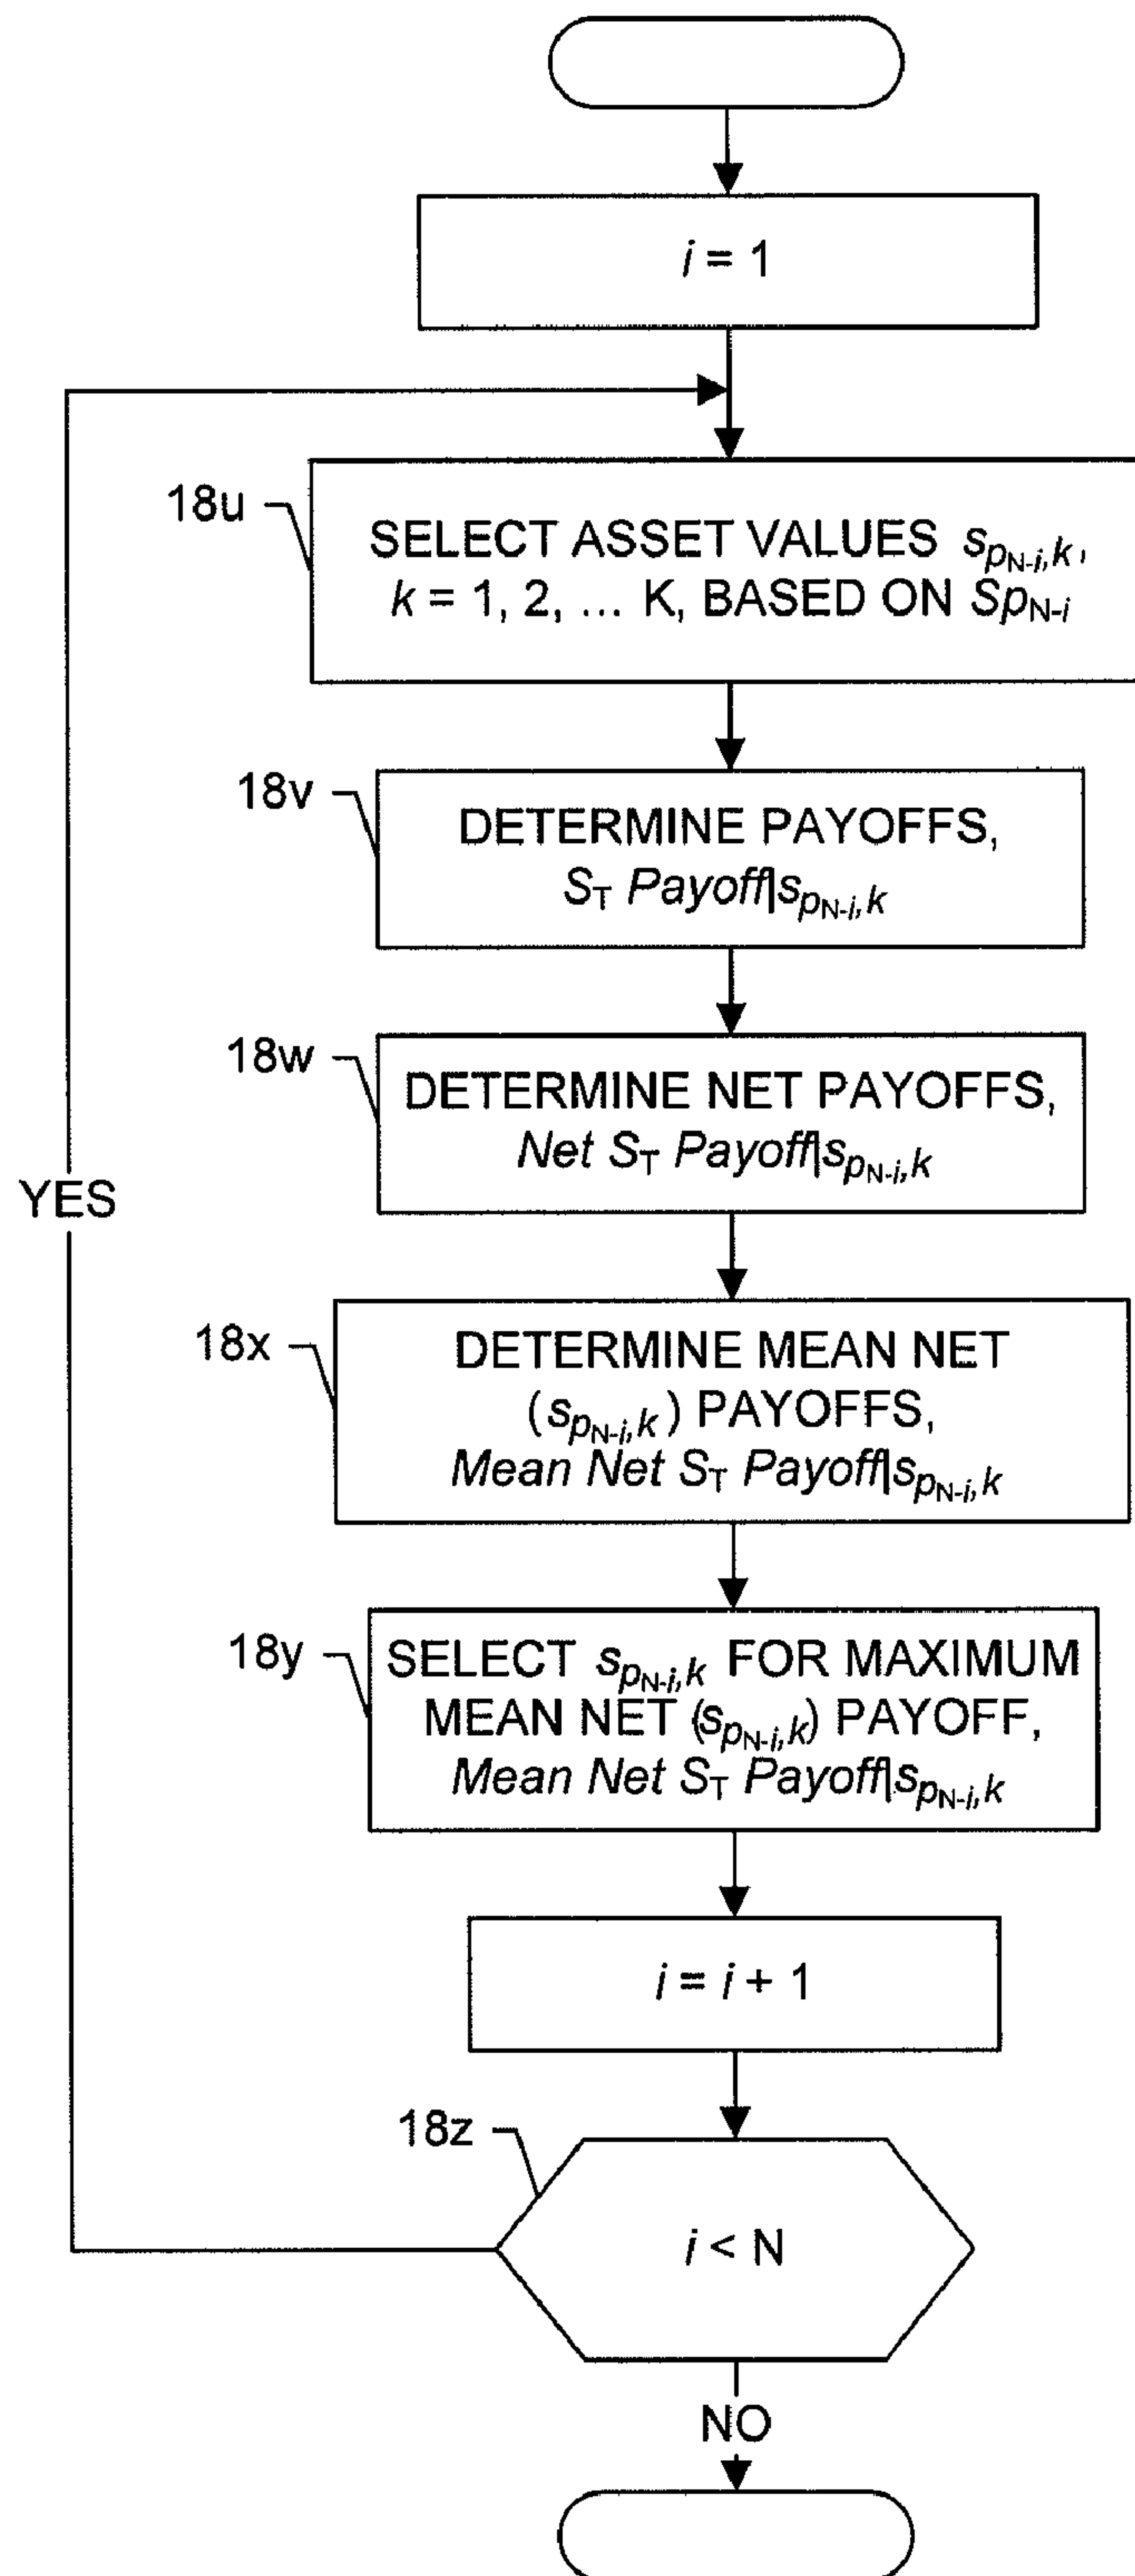 i = 1
18u
SELECT ASSET VALUES s_{p_{N-i},k},
k = 1, 2, ... K, BASED ON Sp_{N-i}
18v
DETERMINE PAYOFFS,
S_T Payoff|s_{p_{N-i},k}
18w
DETERMINE NET PAYOFFS,
Net S_T Payoff|s_{p_{N-i},k}
YES
18x
DETERMINE MEAN NET
(s_{p_{N-i},k}) PAYOFFS,
Mean Net S_T Payoff|s_{p_{N-i},k}
18y
SELECT s_{p_{N-i},k} FOR MAXIMUM
MEAN NET (s_{p_{N-i},k}) PAYOFF,
Mean Net S_T Payoff|s_{p_{N-i},k}
i = i + 1
18z
i < N
NO